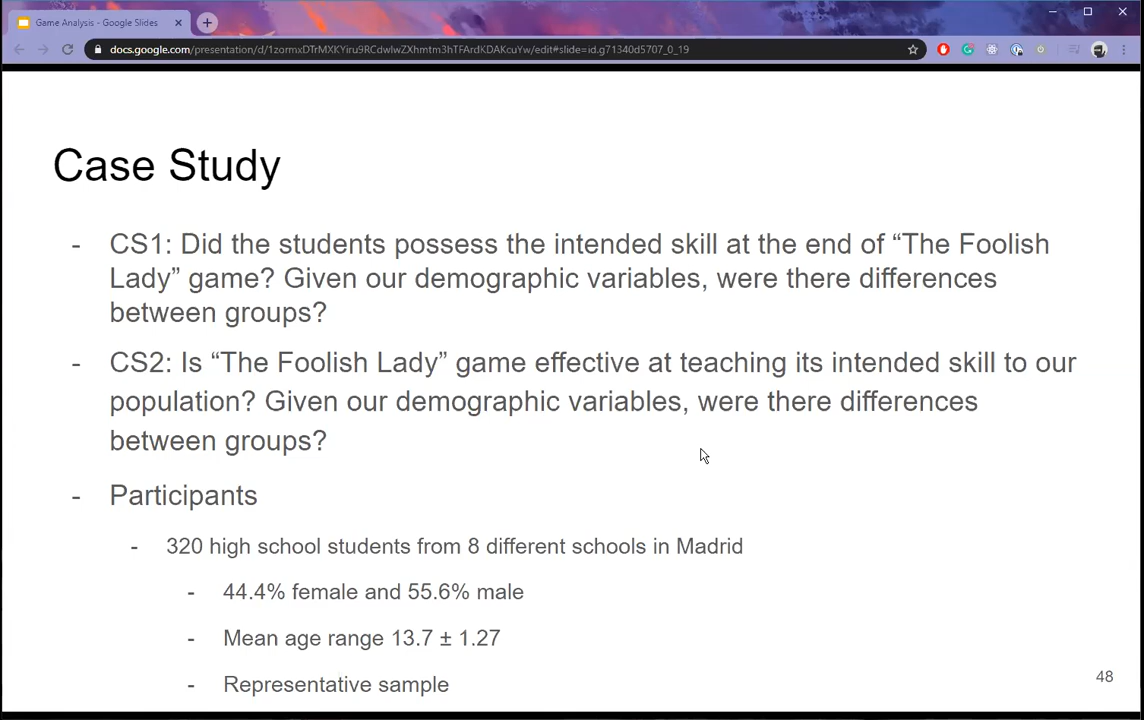 Game Analysis - Google Slides
docs.google.com/presentation/d/1zormxDTrMXKYiru9RCdwlwZXhmtm3hTFArdKDAKcuYw/edit#slide=id.g71340d5707_0_19
Case Study
- CS1: Did the students possess the intended skill at the end of “The Foolish
Lady” game? Given our demographic variables, were there differences
between groups?
- CS2: Is “The Foolish Lady” game effective at teaching its intended skill to our
population? Given our demographic variables, were there differences
between groups?
- Participants
- 320 high school students from 8 different schools in Madrid
- 44.4% female and 55.6% male
- Mean age range 13.7 ± 1.27
- Representative sample
48